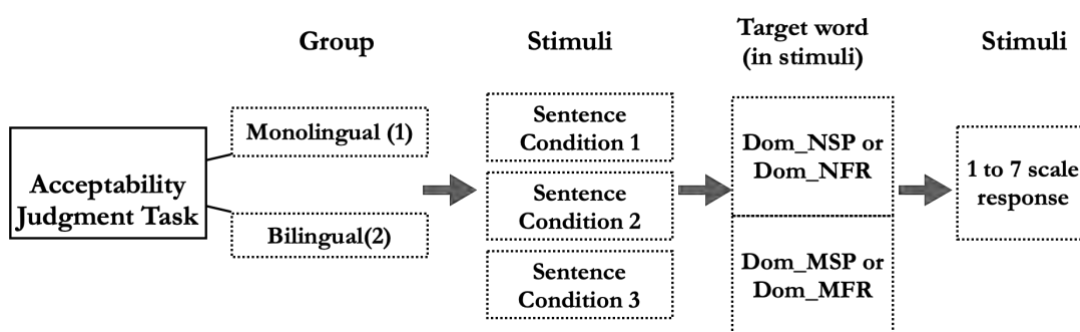 Group
Stimuli
Target word
(in stimuli)
Stimuli
Acceptability
Judgment Task
Monolingual (1)
Bilingual(2)
Sentence
Condition 1
Sentence
Condition 2
Sentence
Condition 3
Dom_NSP or
Dom_NFR
Dom_MSP or
Dom_MFR
1 to 7 scale
response